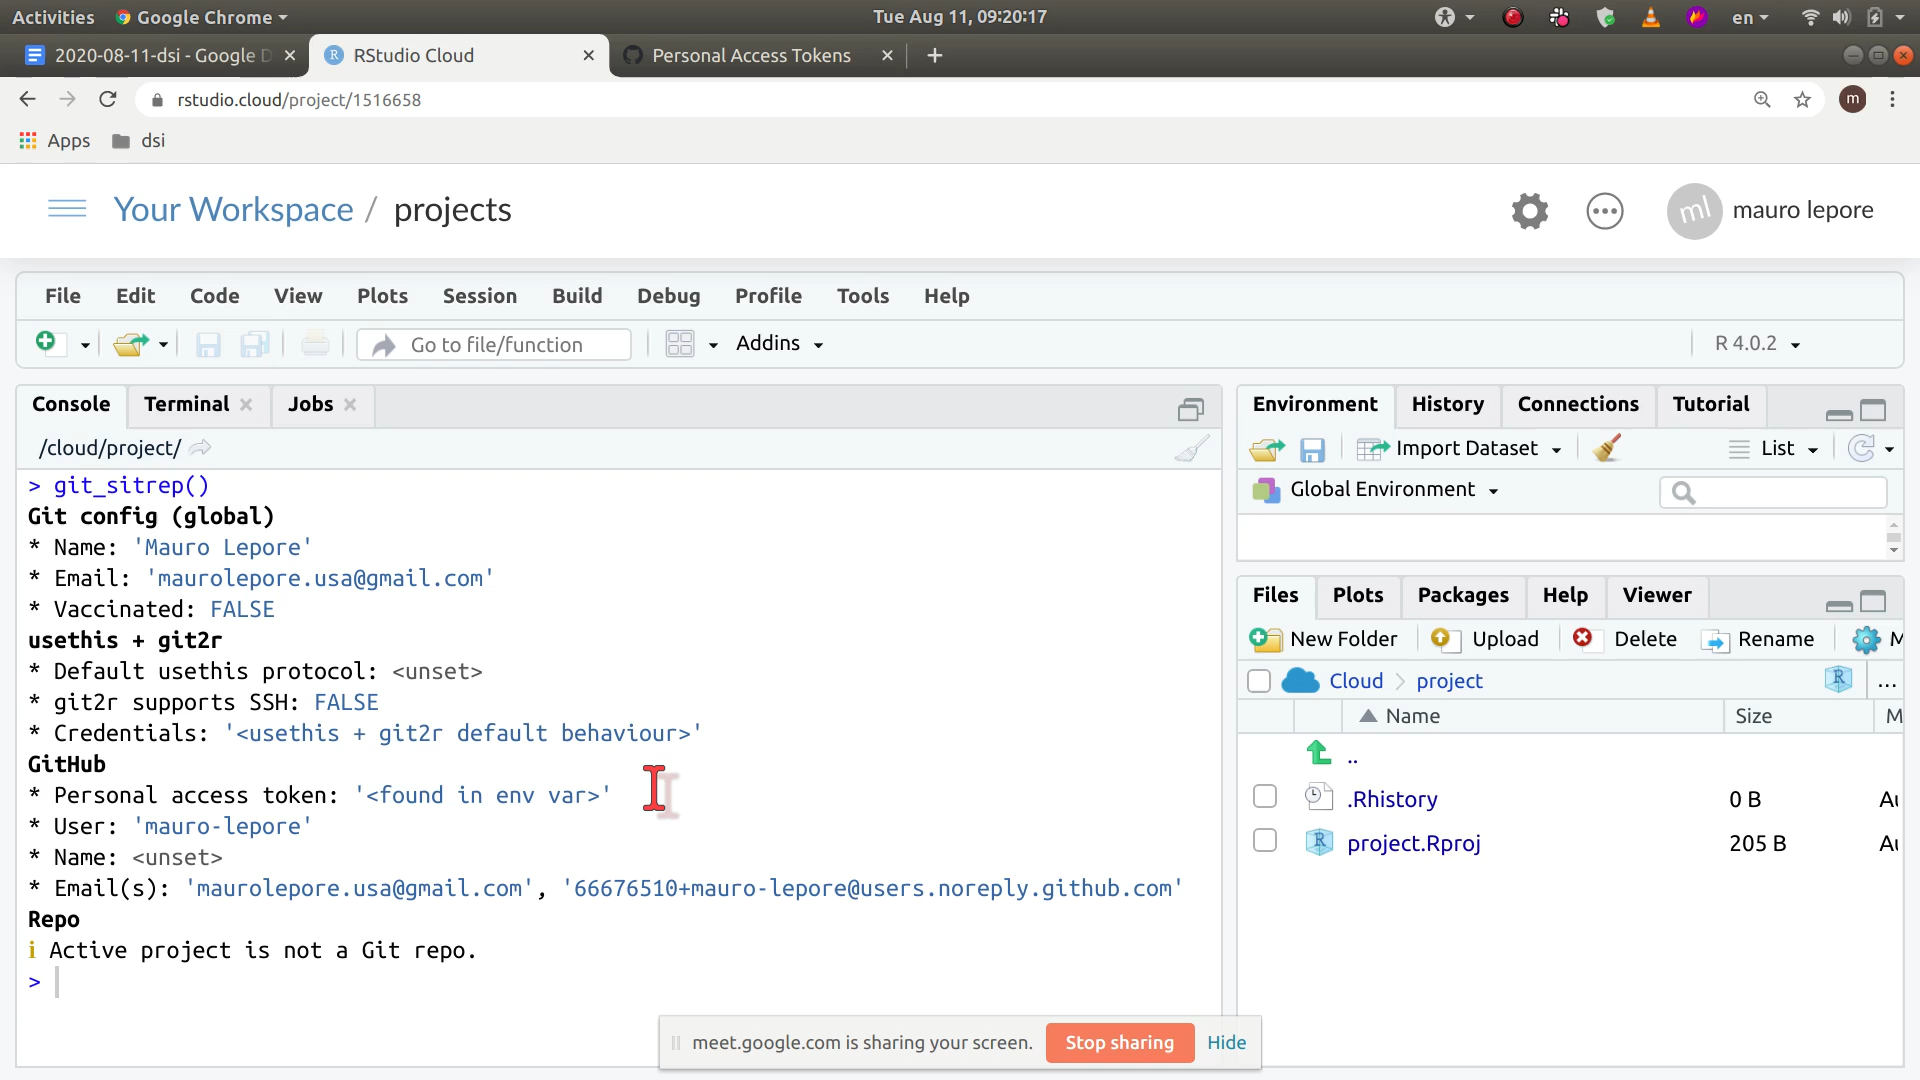 Activities Google Chrome Tue Aug 11, 09:20:17 en
2020-08-11-dsi - Google D RStudio Cloud Personal Access Tokens
rstudio.cloud/project/1516658 m
Apps dsi
Your Workspace / projects ml mauro lepore
File Edit Code View Plots Session Build Debug Profile Tools Help
Go to file/function Addins R 4.0.2
Console Terminal Jobs
/cloud/project/
> git_sitrep()
Git config (global)
* Name: 'Mauro Lepore'
* Email: 'maurolepore.usa@gmail.com'
* Vaccinated: FALSE
usethis + git2r
* Default usethis protocol: <unset>
* git2r supports SSH: FALSE
* Credentials: '<usethis + git2r default behaviour>'
GitHub
* Personal access token: '<found in env var>'
* User: 'mauro-lepore'
* Name: <unset>
* Email(s): 'maurolepore.usa@gmail.com', '66676510+mauro-lepore@users.noreply.github.com'
Repo
i Active project is not a Git repo.
>
Environment History Connections Tutorial
Import Dataset List
Global Environment
Files Plots Packages Help Viewer
New Folder Upload Delete Rename M
Cloud project R ...
Name Size M
..
.Rhistory 0 B Au
project.Rproj 205 B Au
meet.google.com is sharing your screen. Stop sharing Hide